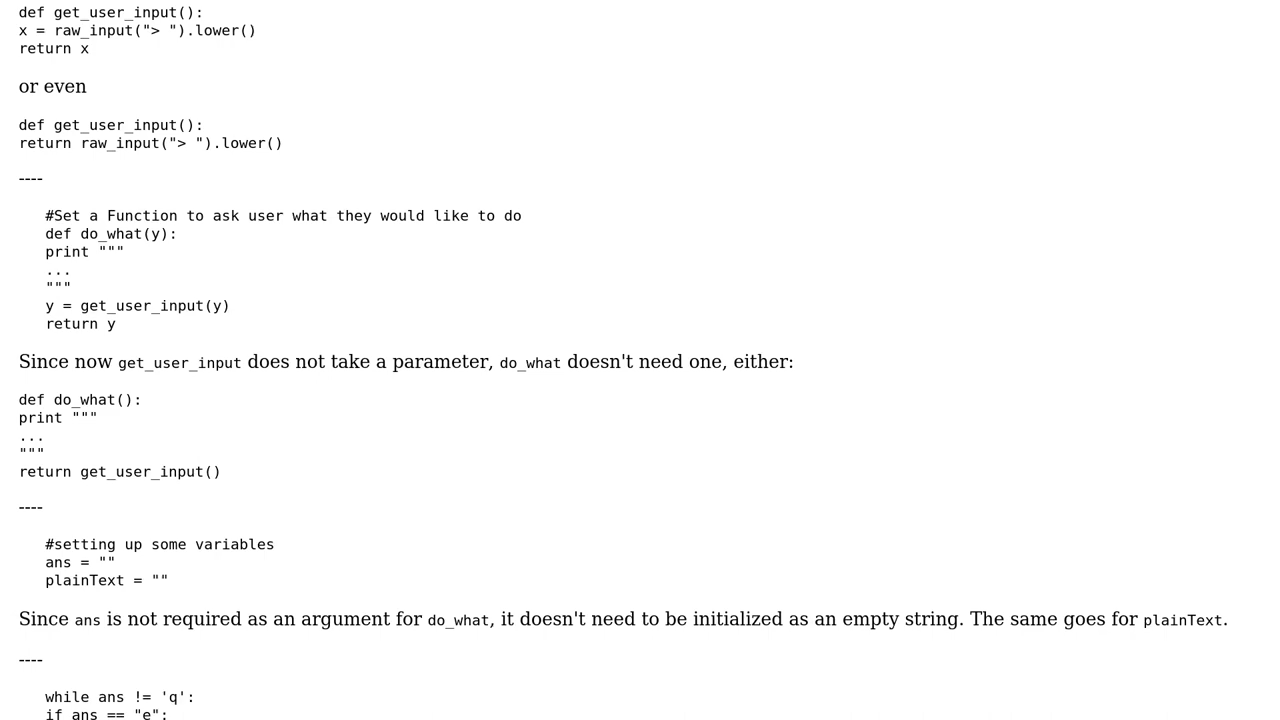 def get_user_input():
x = raw_input("> ").lower()
return x
or even
def get_user_input():
return raw_input("> ").lower()
----
#Set a Function to ask user what they would like to do
def do_what(y):
print """
...
"""
y = get_user_input(y)
return y
Since now get_user_input does not take a parameter, do_what doesn't need one, either:
def do_what():
print """
...
"""
return get_user_input()
----
#setting up some variables
ans = ""
plainText = ""
Since ans is not required as an argument for do_what, it doesn't need to be initialized as an empty string. The same goes for plainText.
----
while ans != 'q':
if ans == "e":